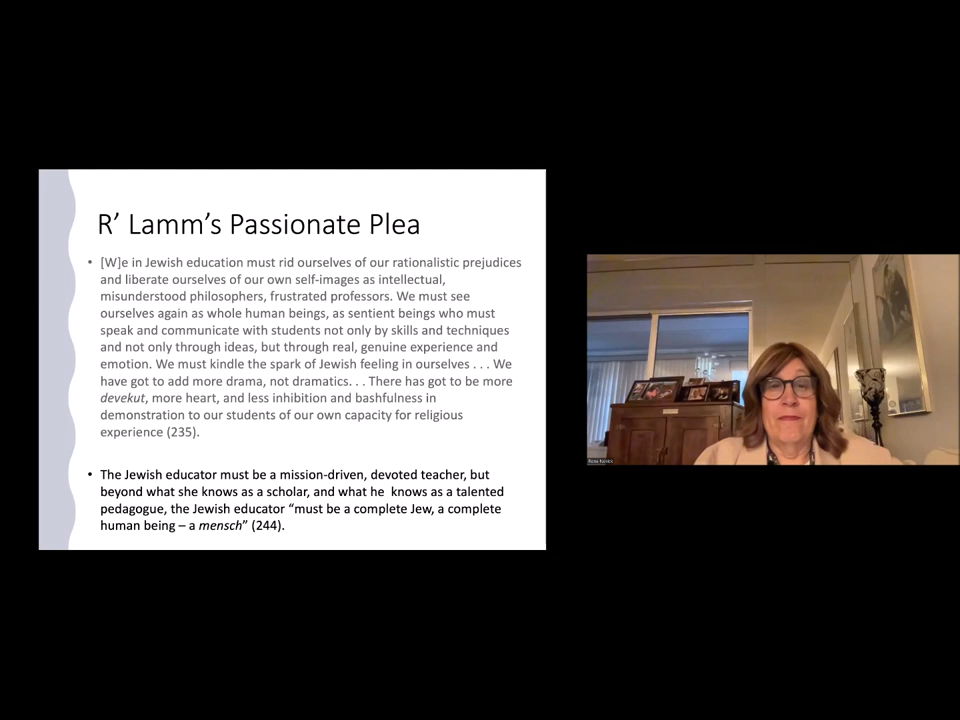 R’ Lamm’s Passionate Plea
• [W]e in Jewish education must rid ourselves of our rationalistic prejudices
and liberate ourselves of our own self-images as intellectual,
misunderstood philosophers, frustrated professors. We must see
ourselves again as whole human beings, as sentient beings who must
speak and communicate with students not only by skills and techniques
and not only through ideas, but through real, genuine experience and
emotion. We must kindle the spark of Jewish feeling in ourselves . . . We
have got to add more drama, not dramatics. . . There has got to be more
devekut, more heart, and less inhibition and bashfulness in
demonstration to our students of our own capacity for religious
experience (235).
• The Jewish educator must be a mission-driven, devoted teacher, but
beyond what she knows as a scholar, and what he  knows as a talented
pedagogue, the Jewish educator “must be a complete Jew, a complete
human being – a mensch” (244).